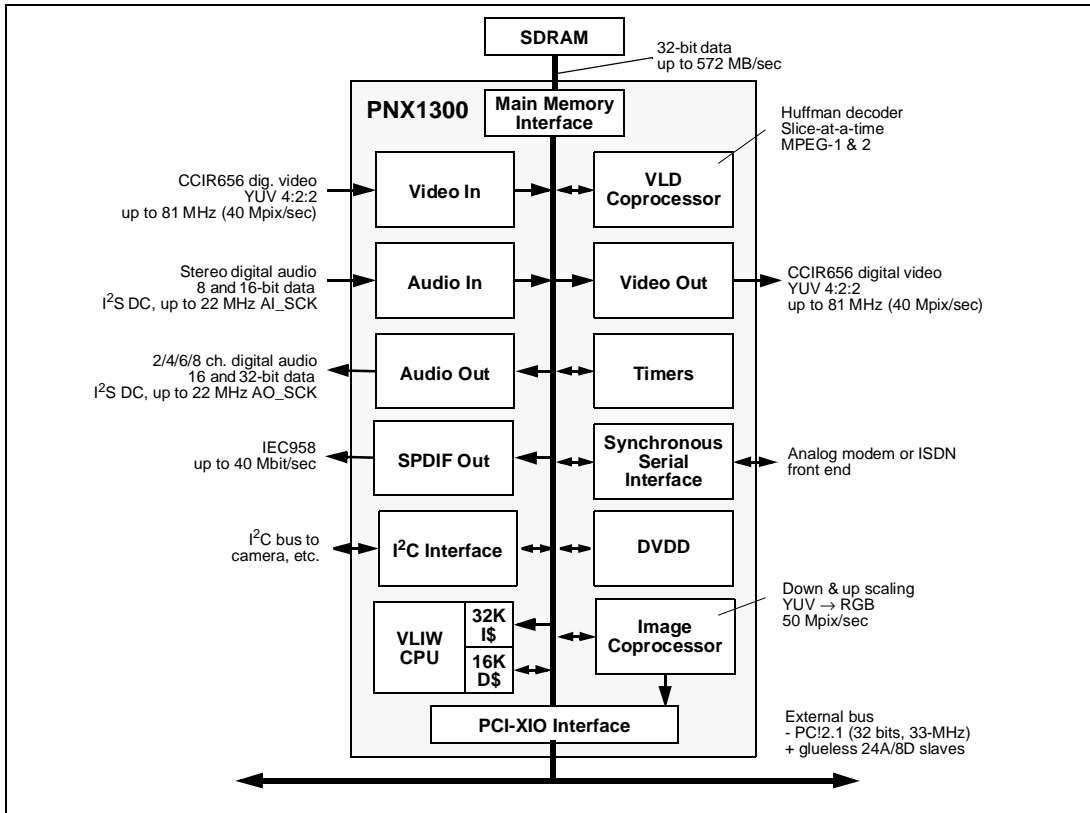 SDRAM
32-bit data
up to 572 MB/sec
PNX1300
Main Memory
Interface
Huffman decoder
Slice-at-a-time
MPEG-1 & 2
CCIR656 dig. video
YUV 4:2:2
up to 81 MHz (40 Mpix/sec)
Video In
VLD
Coprocessor
Stereo digital audio
8 and 16-bit data
I²S DC, up to 22 MHz AI_SCK
Audio In
Video Out
CCIR656 digital video
YUV 4:2:2
up to 81 MHz (40 Mpix/sec)
2/4/6/8 ch. digital audio
16 and 32-bit data
I²S DC, up to 22 MHz AO_SCK
Audio Out
Timers
IEC958
up to 40 Mbit/sec
SPDIF Out
Synchronous
Serial
Interface
Analog modem or ISDN
front end
I²C bus to
camera, etc.
I²C Interface
DVDD
Down & up scaling
YUV → RGB
50 Mpix/sec
VLIW
CPU
32K
I$
16K
D$
Image
Coprocessor
PCI-XIO Interface
External bus
- PC!2.1 (32 bits, 33-MHz)
+ glueless 24A/8D slaves